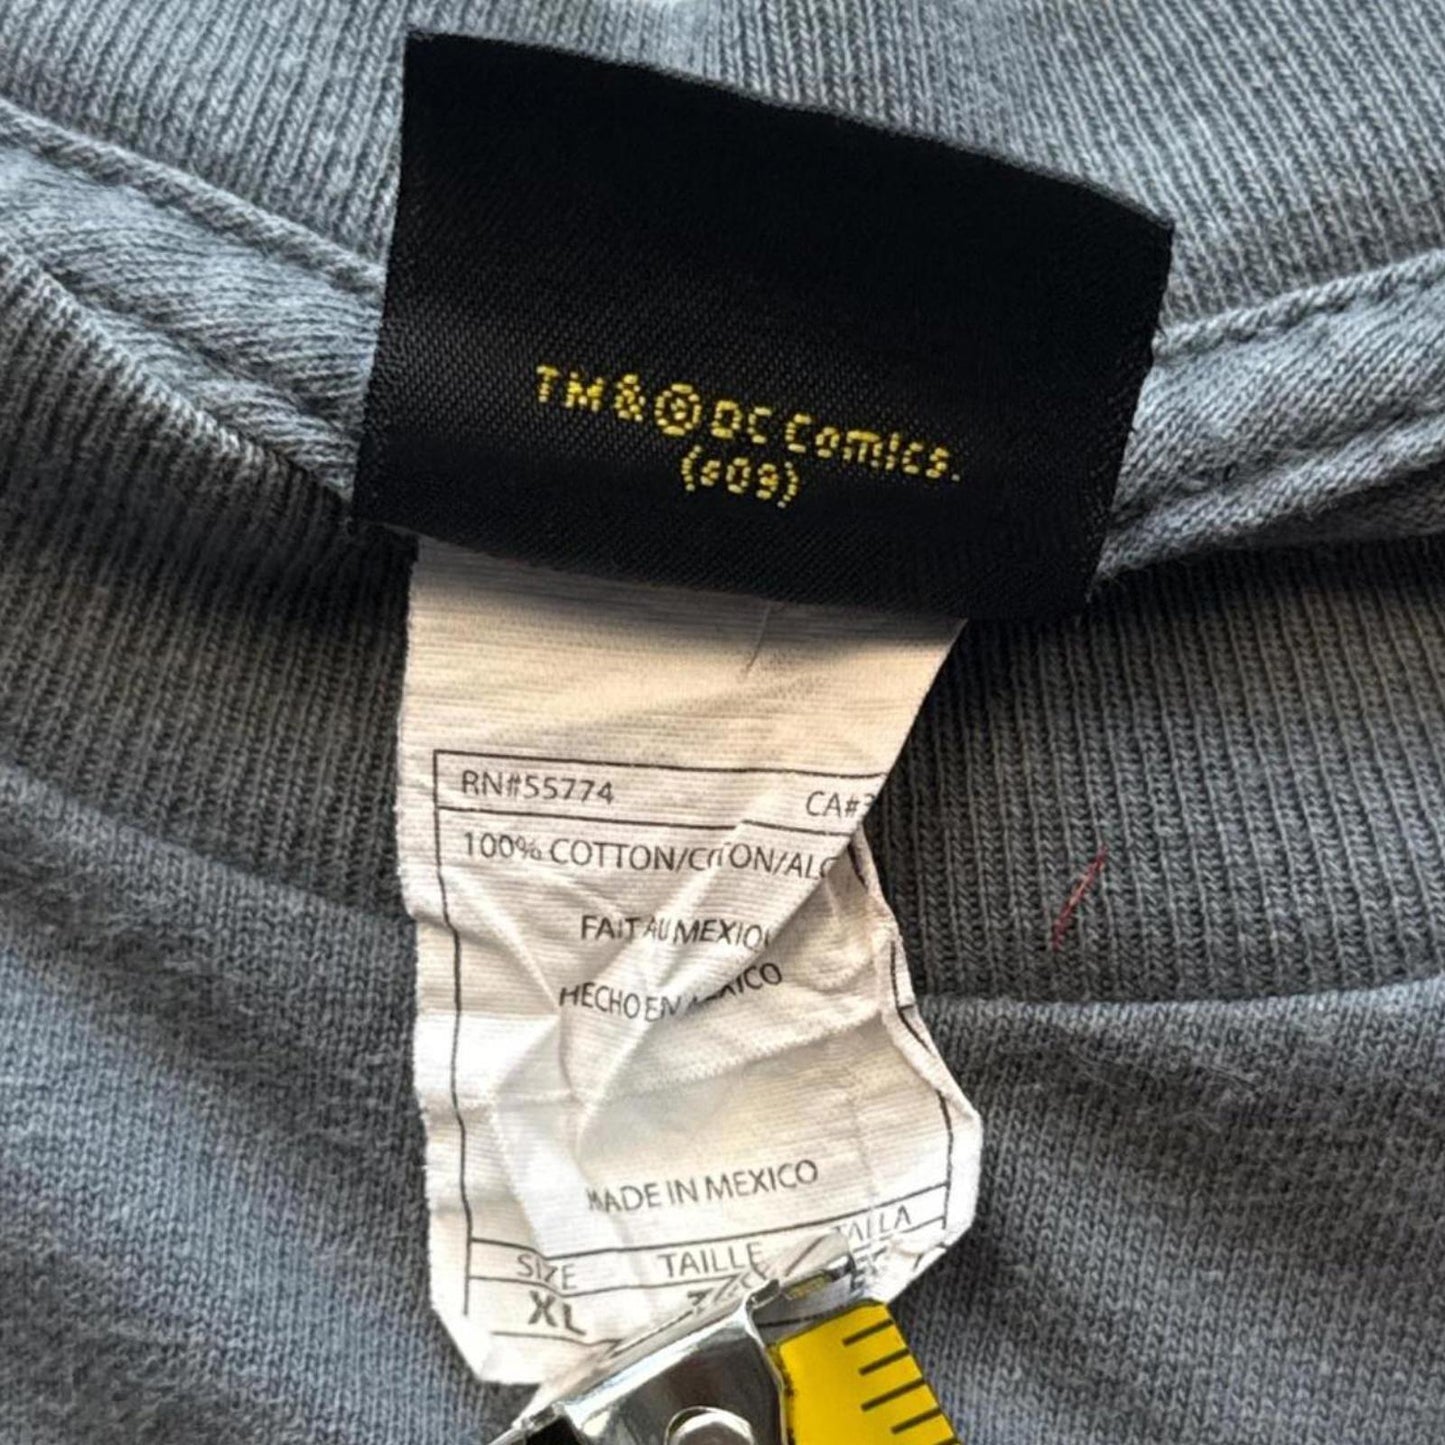 TM & © DC Comics.
(s09)
RN#55774 CA#
100% COTTON/COTON/ALG
FAIT AU MEXIQU
HECHO EN MEXICO
MADE IN MEXICO
SIZE TAILLE TALLA
XL